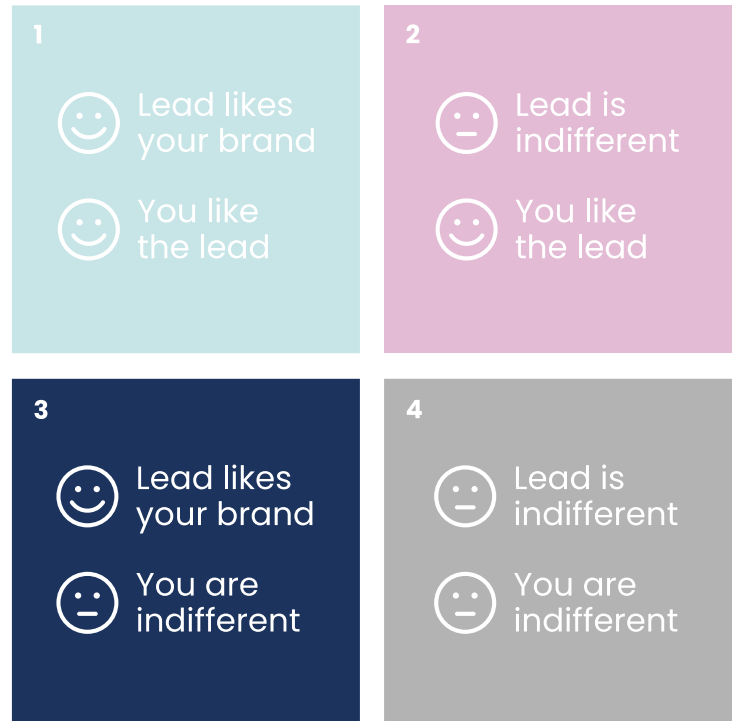 1
Lead likes
your brand
You like
the lead
2
Lead is
indifferent
You like
the lead
3
Lead likes
your brand
You are
indifferent
4
Lead is
indifferent
You are
indifferent